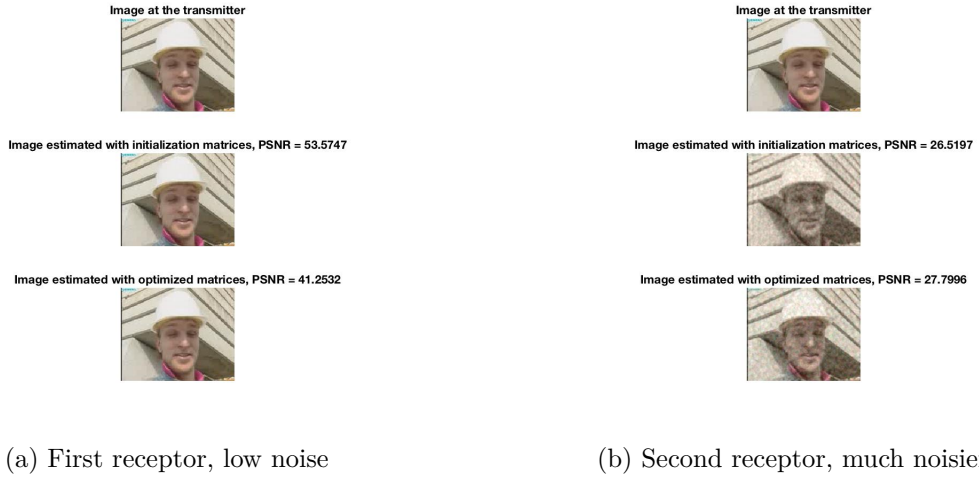 Image at the transmitter
Image estimated with initialization matrices, PSNR = 53.5747
Image estimated with optimized matrices, PSNR = 41.2532
(a) First receptor, low noise
Image at the transmitter
Image estimated with initialization matrices, PSNR = 26.5197
Image estimated with optimized matrices, PSNR = 27.7996
(b) Second receptor, much noisie